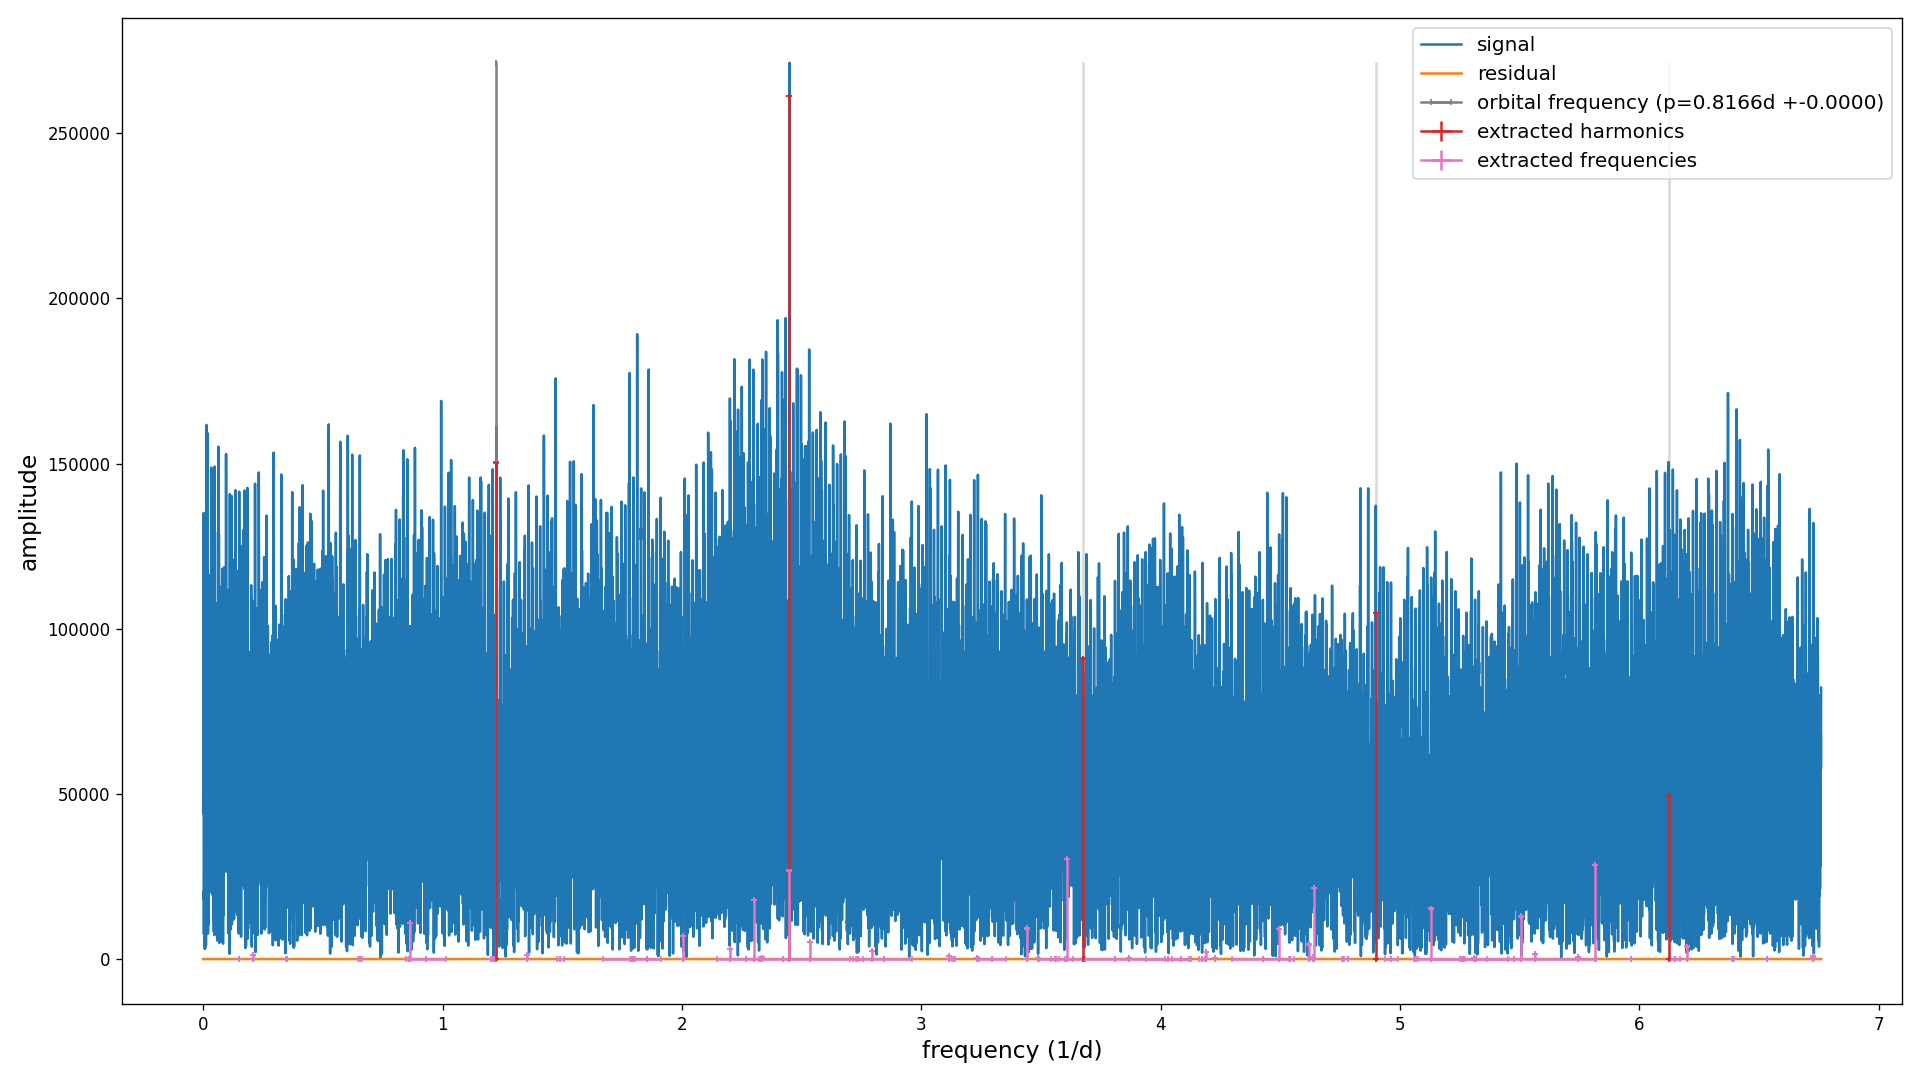 signal
residual
orbital frequency (p=0.8166d +-0.0000)
extracted harmonics
extracted frequencies
250000
200000
150000
100000
50000
0
amplitude
0 1 2 3 4 5 6 7
frequency (1/d)